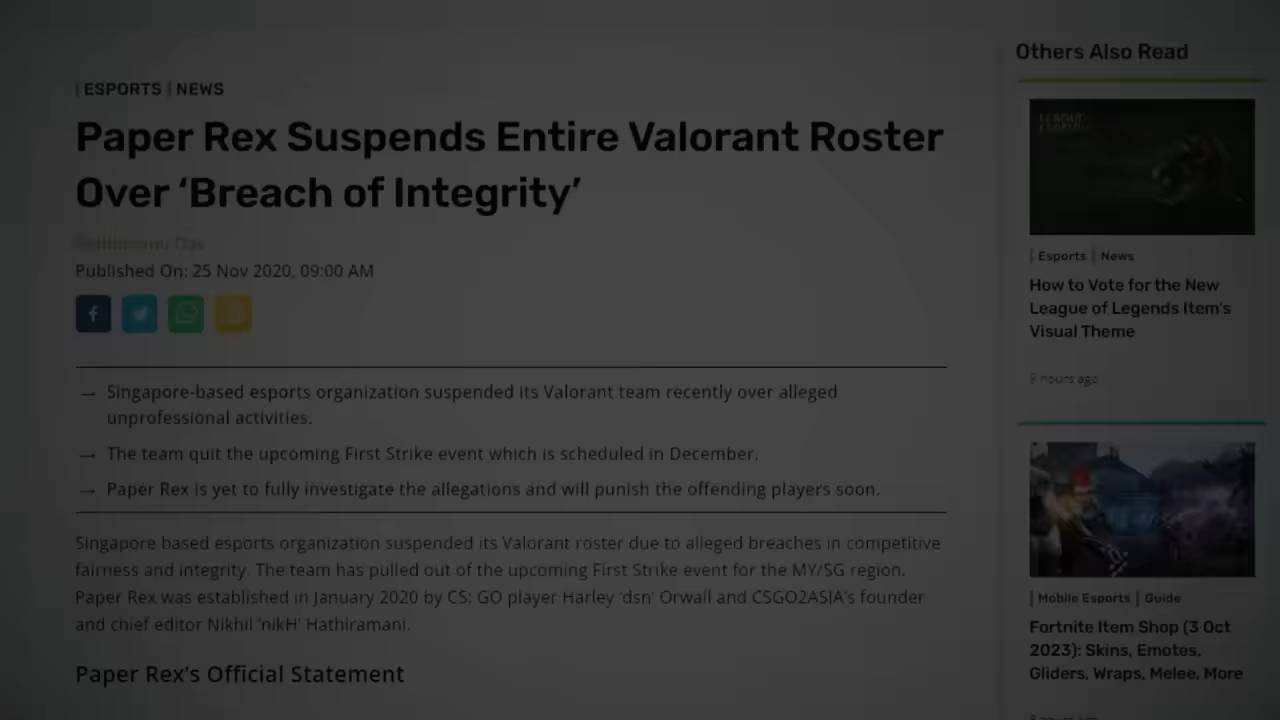 | ESPORTS | NEWS
Paper Rex Suspends Entire Valorant Roster
Over ‘Breach of Integrity’
Published On: 25 Nov 2020, 09:00 AM
→ Singapore-based esports organization suspended its Valorant team recently over alleged
unprofessional activities.
→ The team quit the upcoming First Strike event which is scheduled in December.
→ Paper Rex is yet to fully investigate the allegations and will punish the offending players soon.
Singapore based esports organization suspended its Valorant roster due to alleged breaches in competitive
fairness and integrity. The team has pulled out of the upcoming First Strike event for the MY/SG region.
Paper Rex was established in January 2020 by CS: GO player Harley ‘dsn’ Orwall and CSGO2ASIA’s founder
and chief editor Nikhil ‘nikH’ Hathiramani.
Paper Rex’s Official Statement
Others Also Read
LEAGUE
LEGENDS
| Esports | News
How to Vote for the New
League of Legends Item’s
Visual Theme
9 hours ago
| Mobile Esports | Guide
Fortnite Item Shop (3 Oct
2023): Skins, Emotes,
Gliders, Wraps, Melee, More